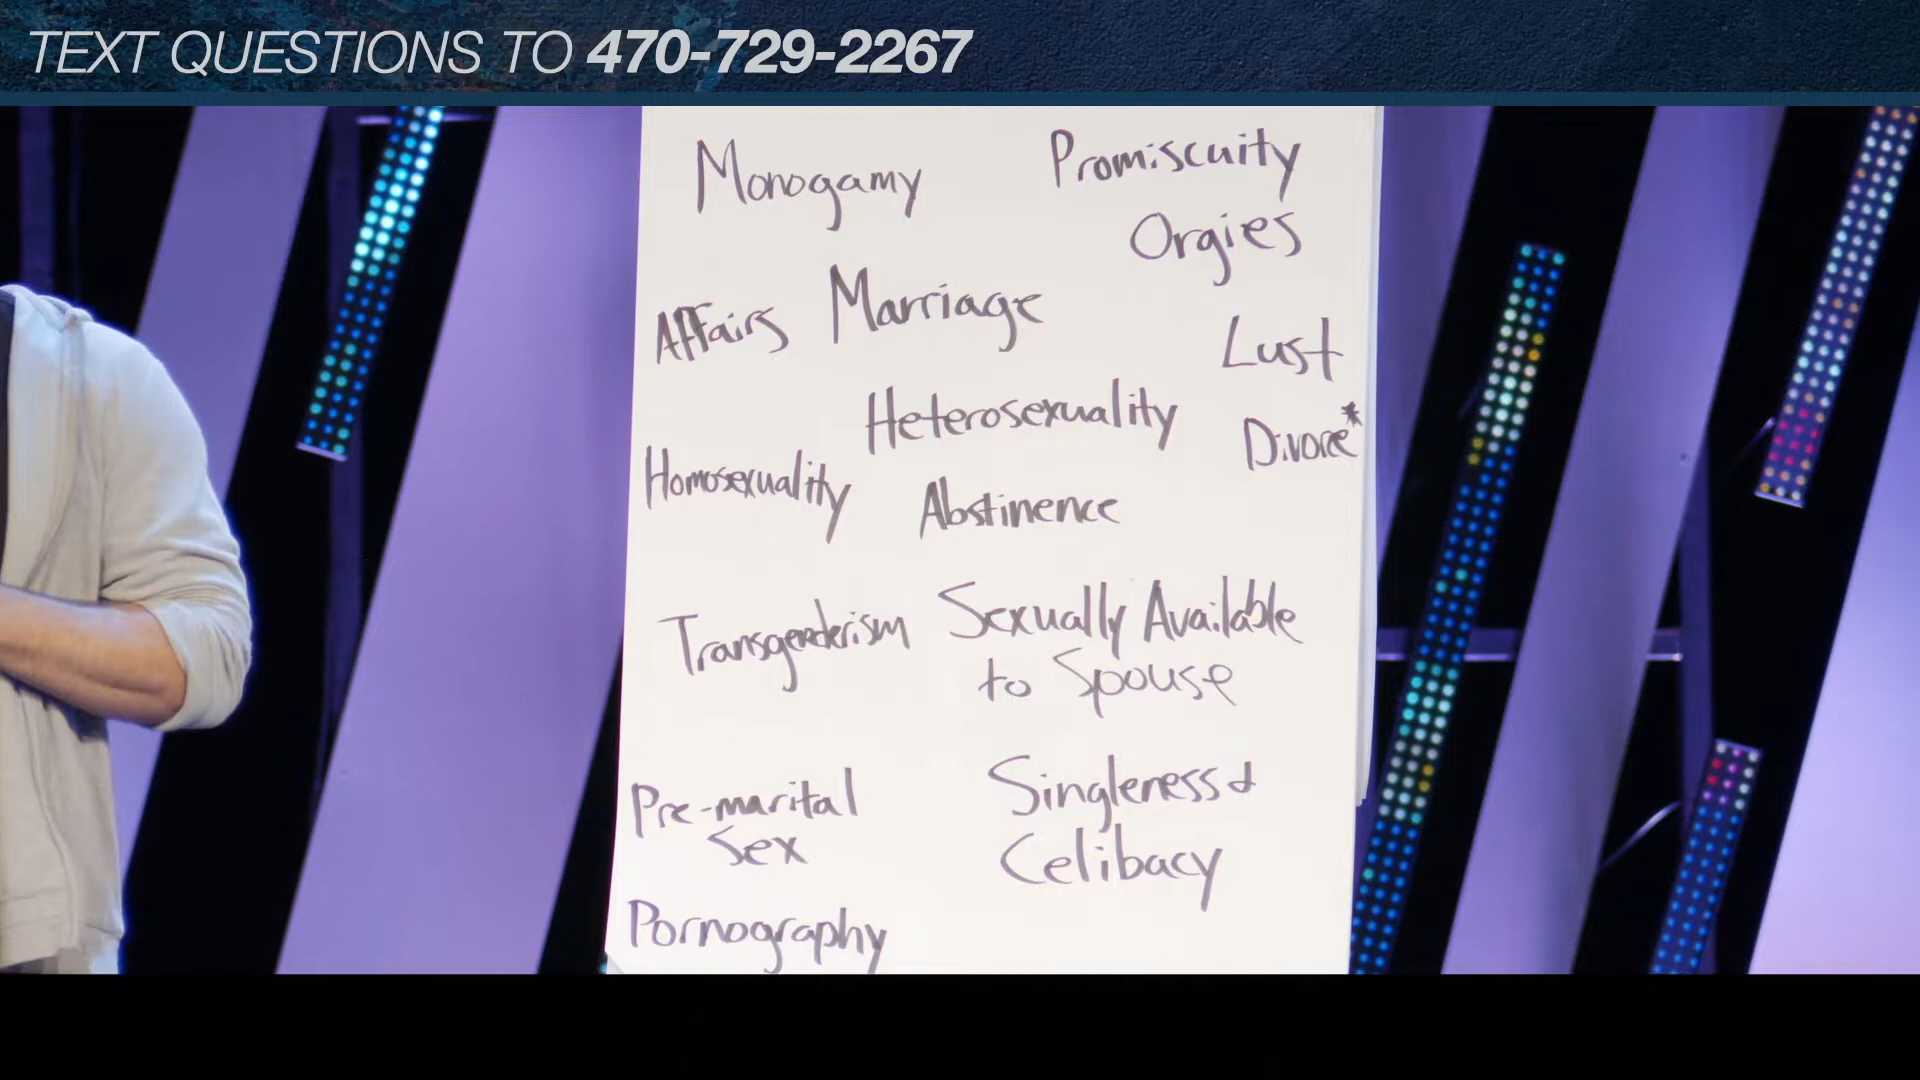 TEXT QUESTIONS TO 470-729-2267
Monogamy
Promiscuity
Orgies
Affairs
Marriage
Lust
Heterosexuality
Divorce*
Homosexuality
Abstinence
Transgenderism
Sexually Available
to Spouse
Pre-marital
Sex
Singleness &
Celibacy
Pornography